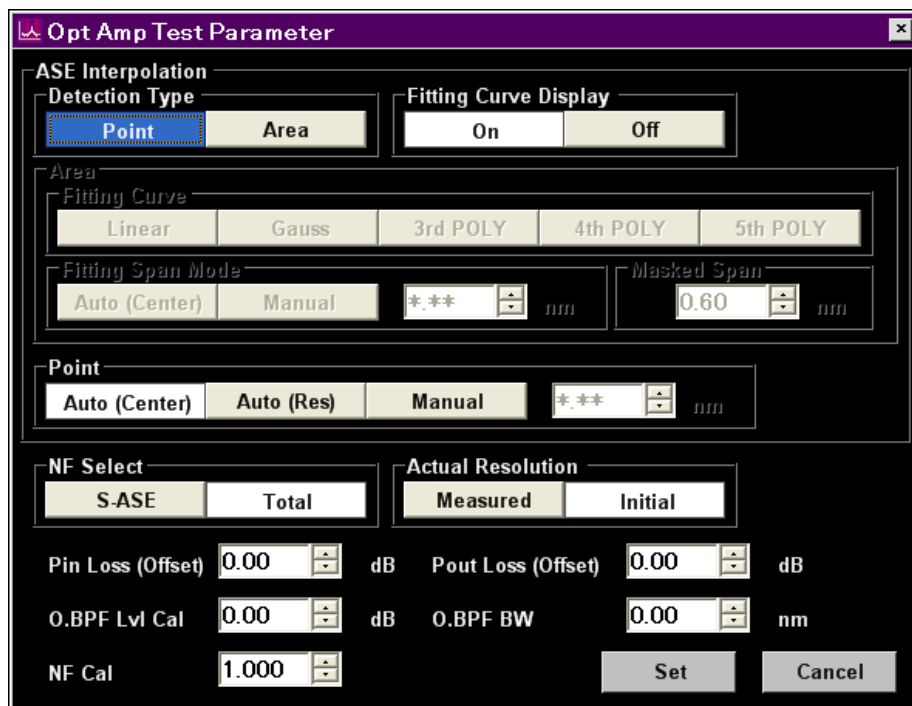 Opt Amp Test Parameter
ASE Interpolation
Detection Type
Point Area
Fitting Curve Display
On Off
Area
Fitting Curve
Linear Gauss 3rd POLY 4th POLY 5th POLY
Fitting Span Mode
Auto (Center) Manual *.** nm
Masked Span
0.60 nm
Point
Auto (Center) Auto (Res) Manual *.** nm
NF Select
S-ASE Total
Actual Resolution
Measured Initial
Pin Loss (Offset) 0.00 dB Pout Loss (Offset) 0.00 dB
O.BPF Lvl Cal 0.00 dB O.BPF BW 0.00 nm
NF Cal 1.000 Set Cancel